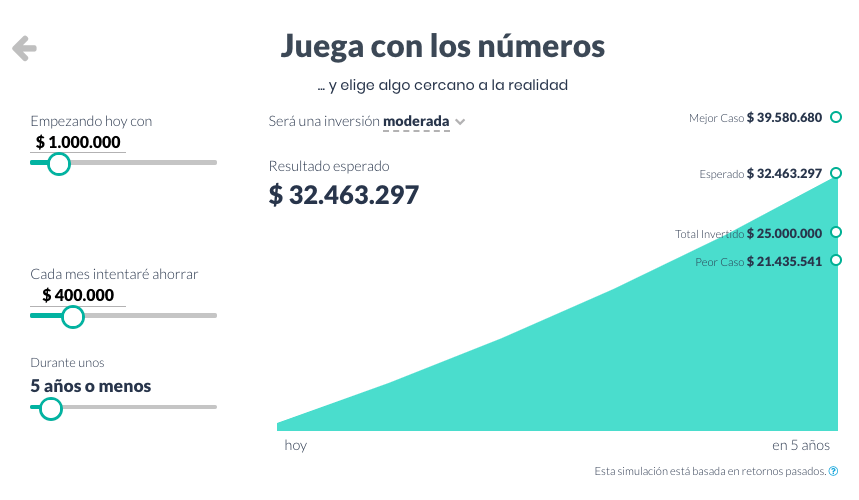 Juega con los números
... y elige algo cercano a la realidad
Empezando hoy con
$ 1.000.000
Cada mes intentaré ahorrar
$ 400.000
Durante unos
5 años o menos
Será una inversión moderada
Resultado esperado
$ 32.463.297
Mejor Caso $ 39.580.680
Esperado $ 32.463.297
Total Invertido $ 25.000.000
Peor Caso $ 21.435.541
hoy
en 5 años
Esta simulación está basada en retornos pasados. ?